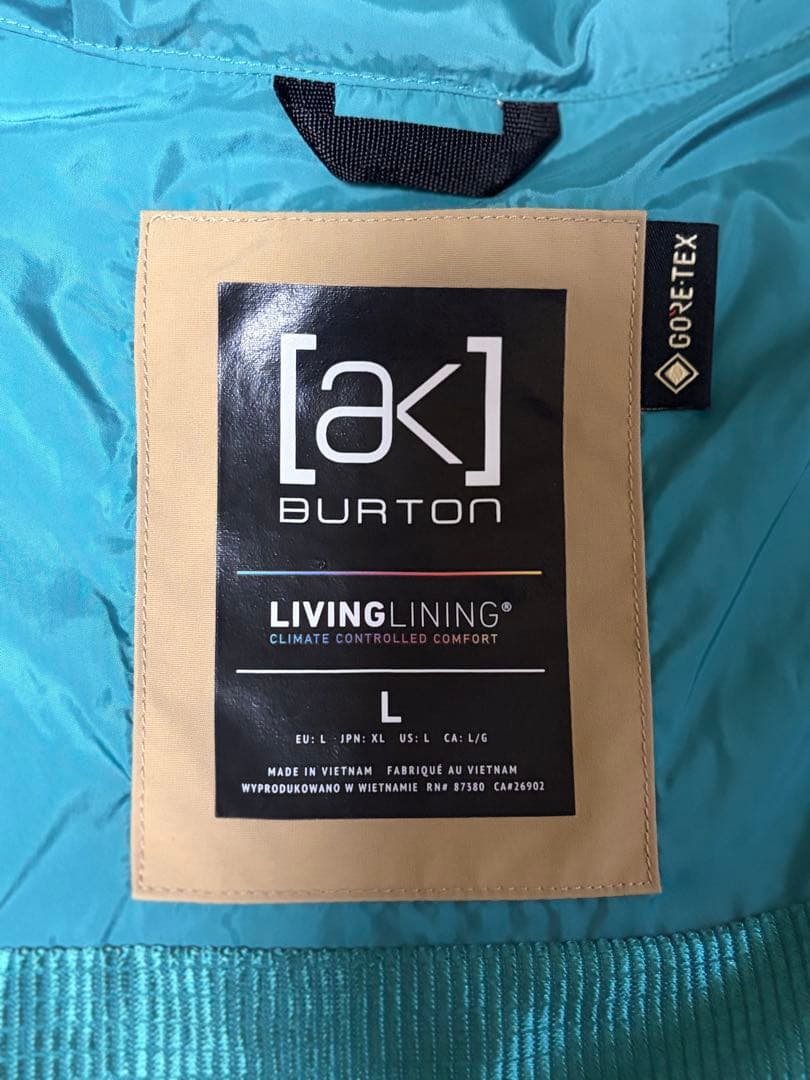 [ak]
BURTON
GORE-TEX
LIVINGLINING®
CLIMATE CONTROLLED COMFORT
L
EU: L JPN: XL US: L CA: L/G
MADE IN VIETNAM FABRIQUÉ AU VIETNAM
WYPRODUKOWANO W WIETNAMIE RN# 87380 CA#26902